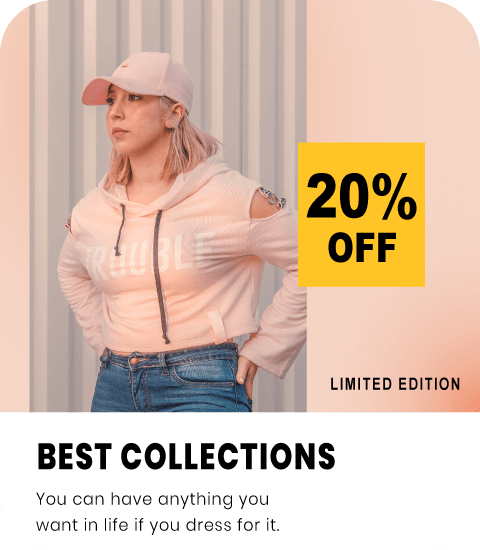 TROUBLE
20%
OFF
LIMITED EDITION
BEST COLLECTIONS
You can have anything you
want in life if you dress for it.